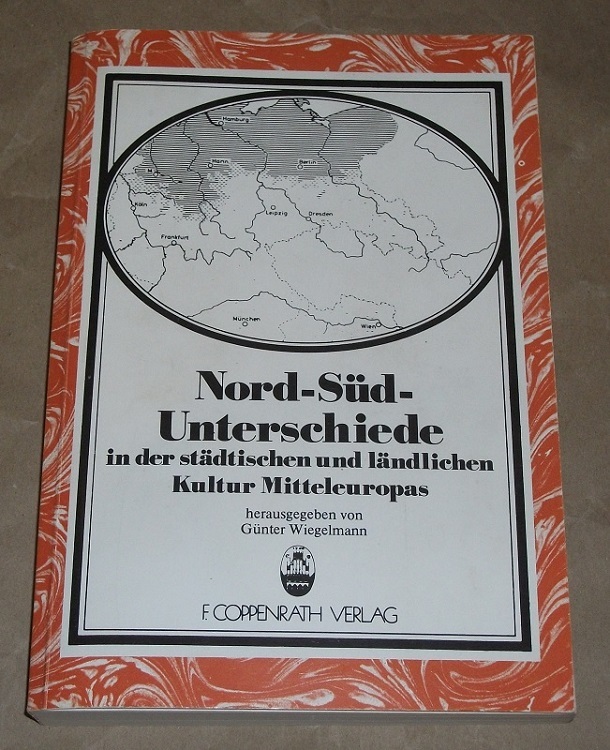 Hamburg
Hann
Berlin
M.
Köln
Leipzig
Dresden
Frankfurt
München
Wien
Nord-Süd-
Unterschiede
in der städtischen und ländlichen
Kultur Mitteleuropas
herausgegeben von
Günter Wiegelmann
F. COPPENRATH VERLAG